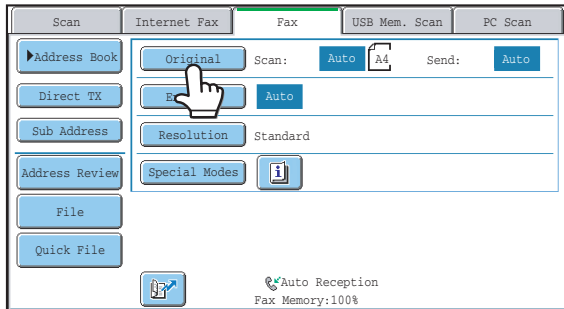 Scan Internet Fax Fax USB Mem. Scan PC Scan
Address Book Original Scan: Auto A4 Send: Auto
Direct TX Auto
Sub Address Resolution Standard
Address Review Special Modes
File
Quick File
Auto Reception
Fax Memory:100%